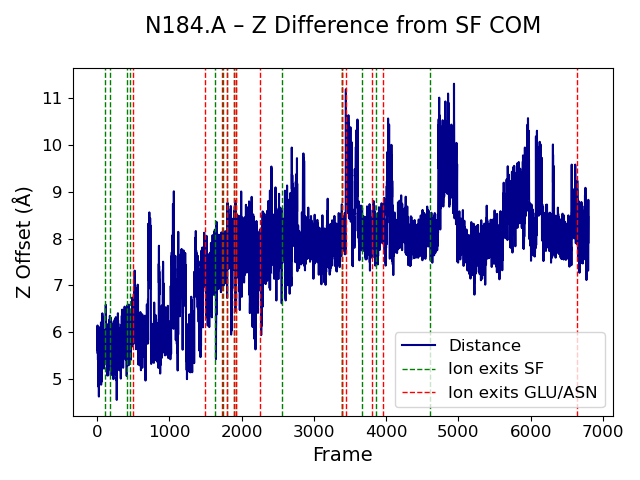 N184.A – Z Difference from SF COM
11
10
9
8
7
6
5
Z Offset (Å)
Distance
Ion exits SF
Ion exits GLU/ASN
0 1000 2000 3000 4000 5000 6000 7000
Frame